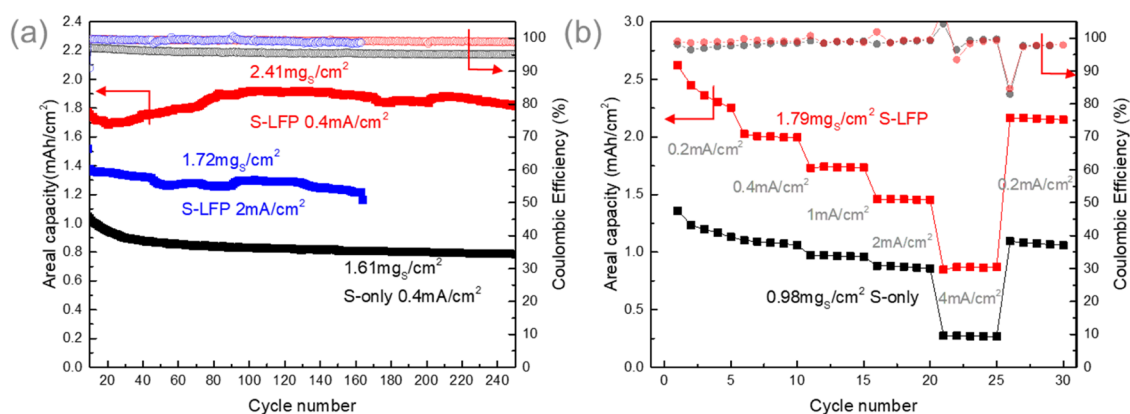 (a)
Areal capacity(mAh/cm²)
2.4
2.2
2.0
1.8
1.6
1.4
1.2
1.0
0.8
0.6
0.4
0.2
0.0
2.41mgₛ/cm²
S-LFP 0.4mA/cm²
1.72mgₛ/cm²
S-LFP 2mA/cm²
1.61mgₛ/cm²
S-only 0.4mA/cm²
100
90
80
70
60
50
40
30
20
10
0
Coulombic Efficiency (%)
20 40 60 80 100 120 140 160 180 200 220 240
Cycle number
(b)
Areal capacity (mAh/cm²)
3.0
2.5
2.0
1.5
1.0
0.5
0.0
1.79mgₛ/cm² S-LFP
0.2mA/cm²
0.4mA/cm²
1mA/cm²
2mA/cm²
4mA/cm²
0.2mA/cm²
0.98mgₛ/cm² S-only
100
90
80
70
60
50
40
30
20
10
0
Coulombic Efficiency (%)
0 5 10 15 20 25 30
Cycle number